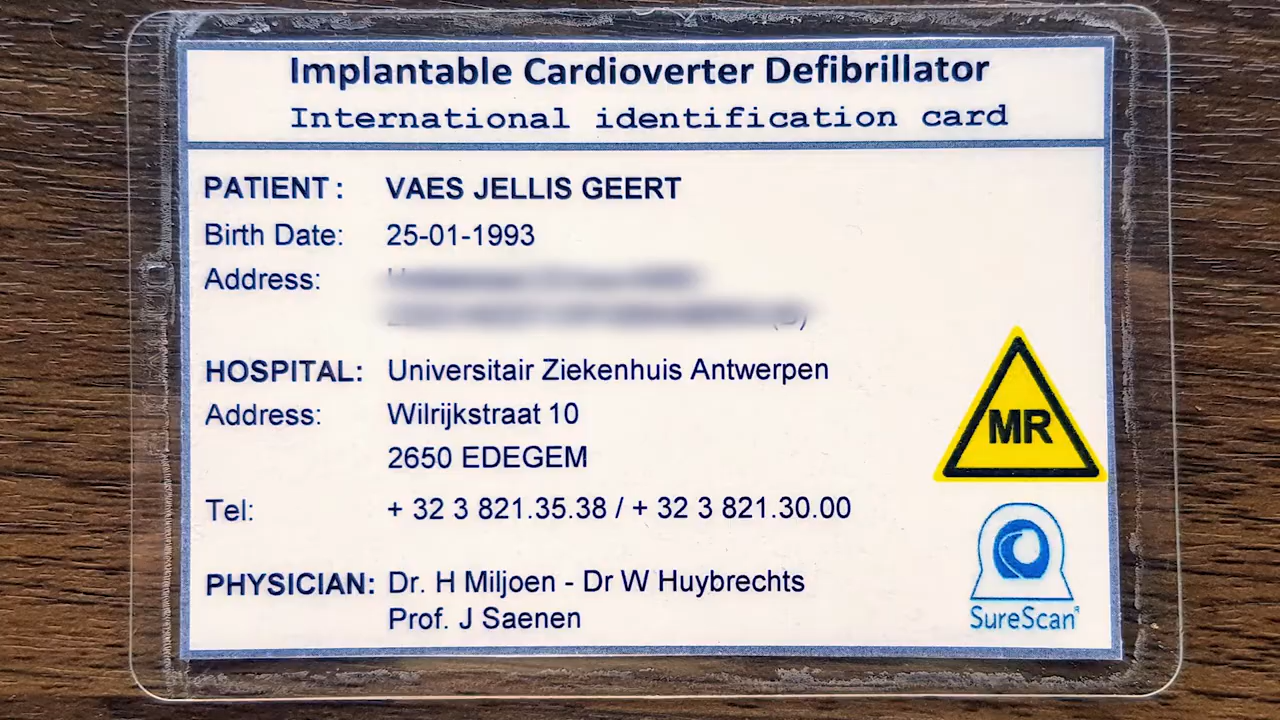 Implantable Cardioverter Defibrillator
International identification card
PATIENT: VAES JELLIS GEERT
Birth Date: 25-01-1993
Address:
HOSPITAL: Universitair Ziekenhuis Antwerpen
Address: Wilrijkstraat 10
2650 EDEGEM
MR
Tel: + 32 3 821.35.38 / + 32 3 821.30.00
PHYSICIAN: Dr. H Miljoen - Dr W Huybrechts
Prof. J Saenen
SureScan®